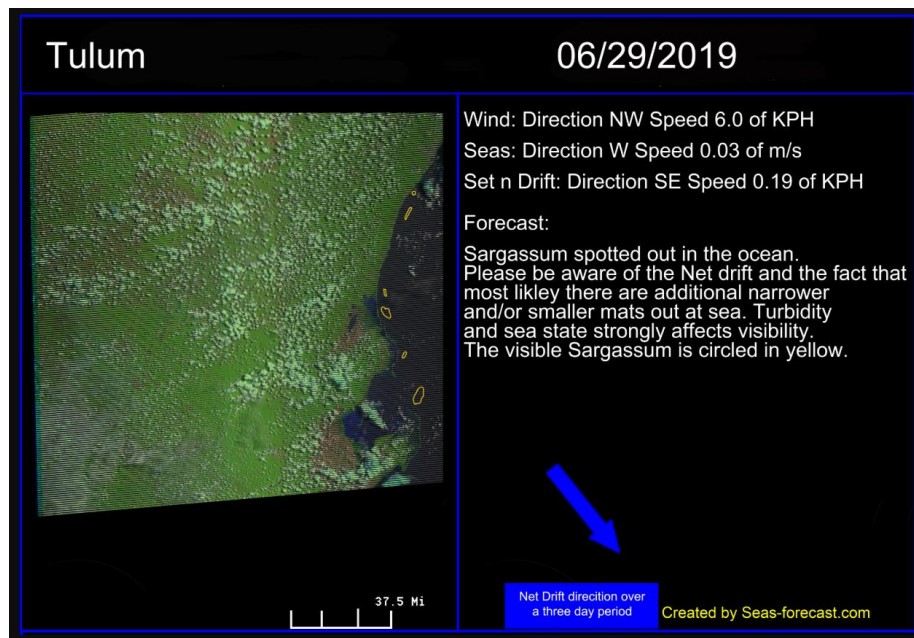 Tulum
06/29/2019
Wind: Direction NW Speed 6.0 of KPH
Seas: Direction W Speed 0.03 of m/s
Set n Drift: Direction SE Speed 0.19 of KPH
Forecast:
Sargassum spotted out in the ocean.
Please be aware of the Net drift and the fact that
most likley there are additional narrower
and/or smaller mats out at sea. Turbidity
and sea state strongly affects visibility.
The visible Sargassum is circled in yellow.
37.5 Mi
Net Drift direcition over
a three day period
Created by Seas-forecast.com